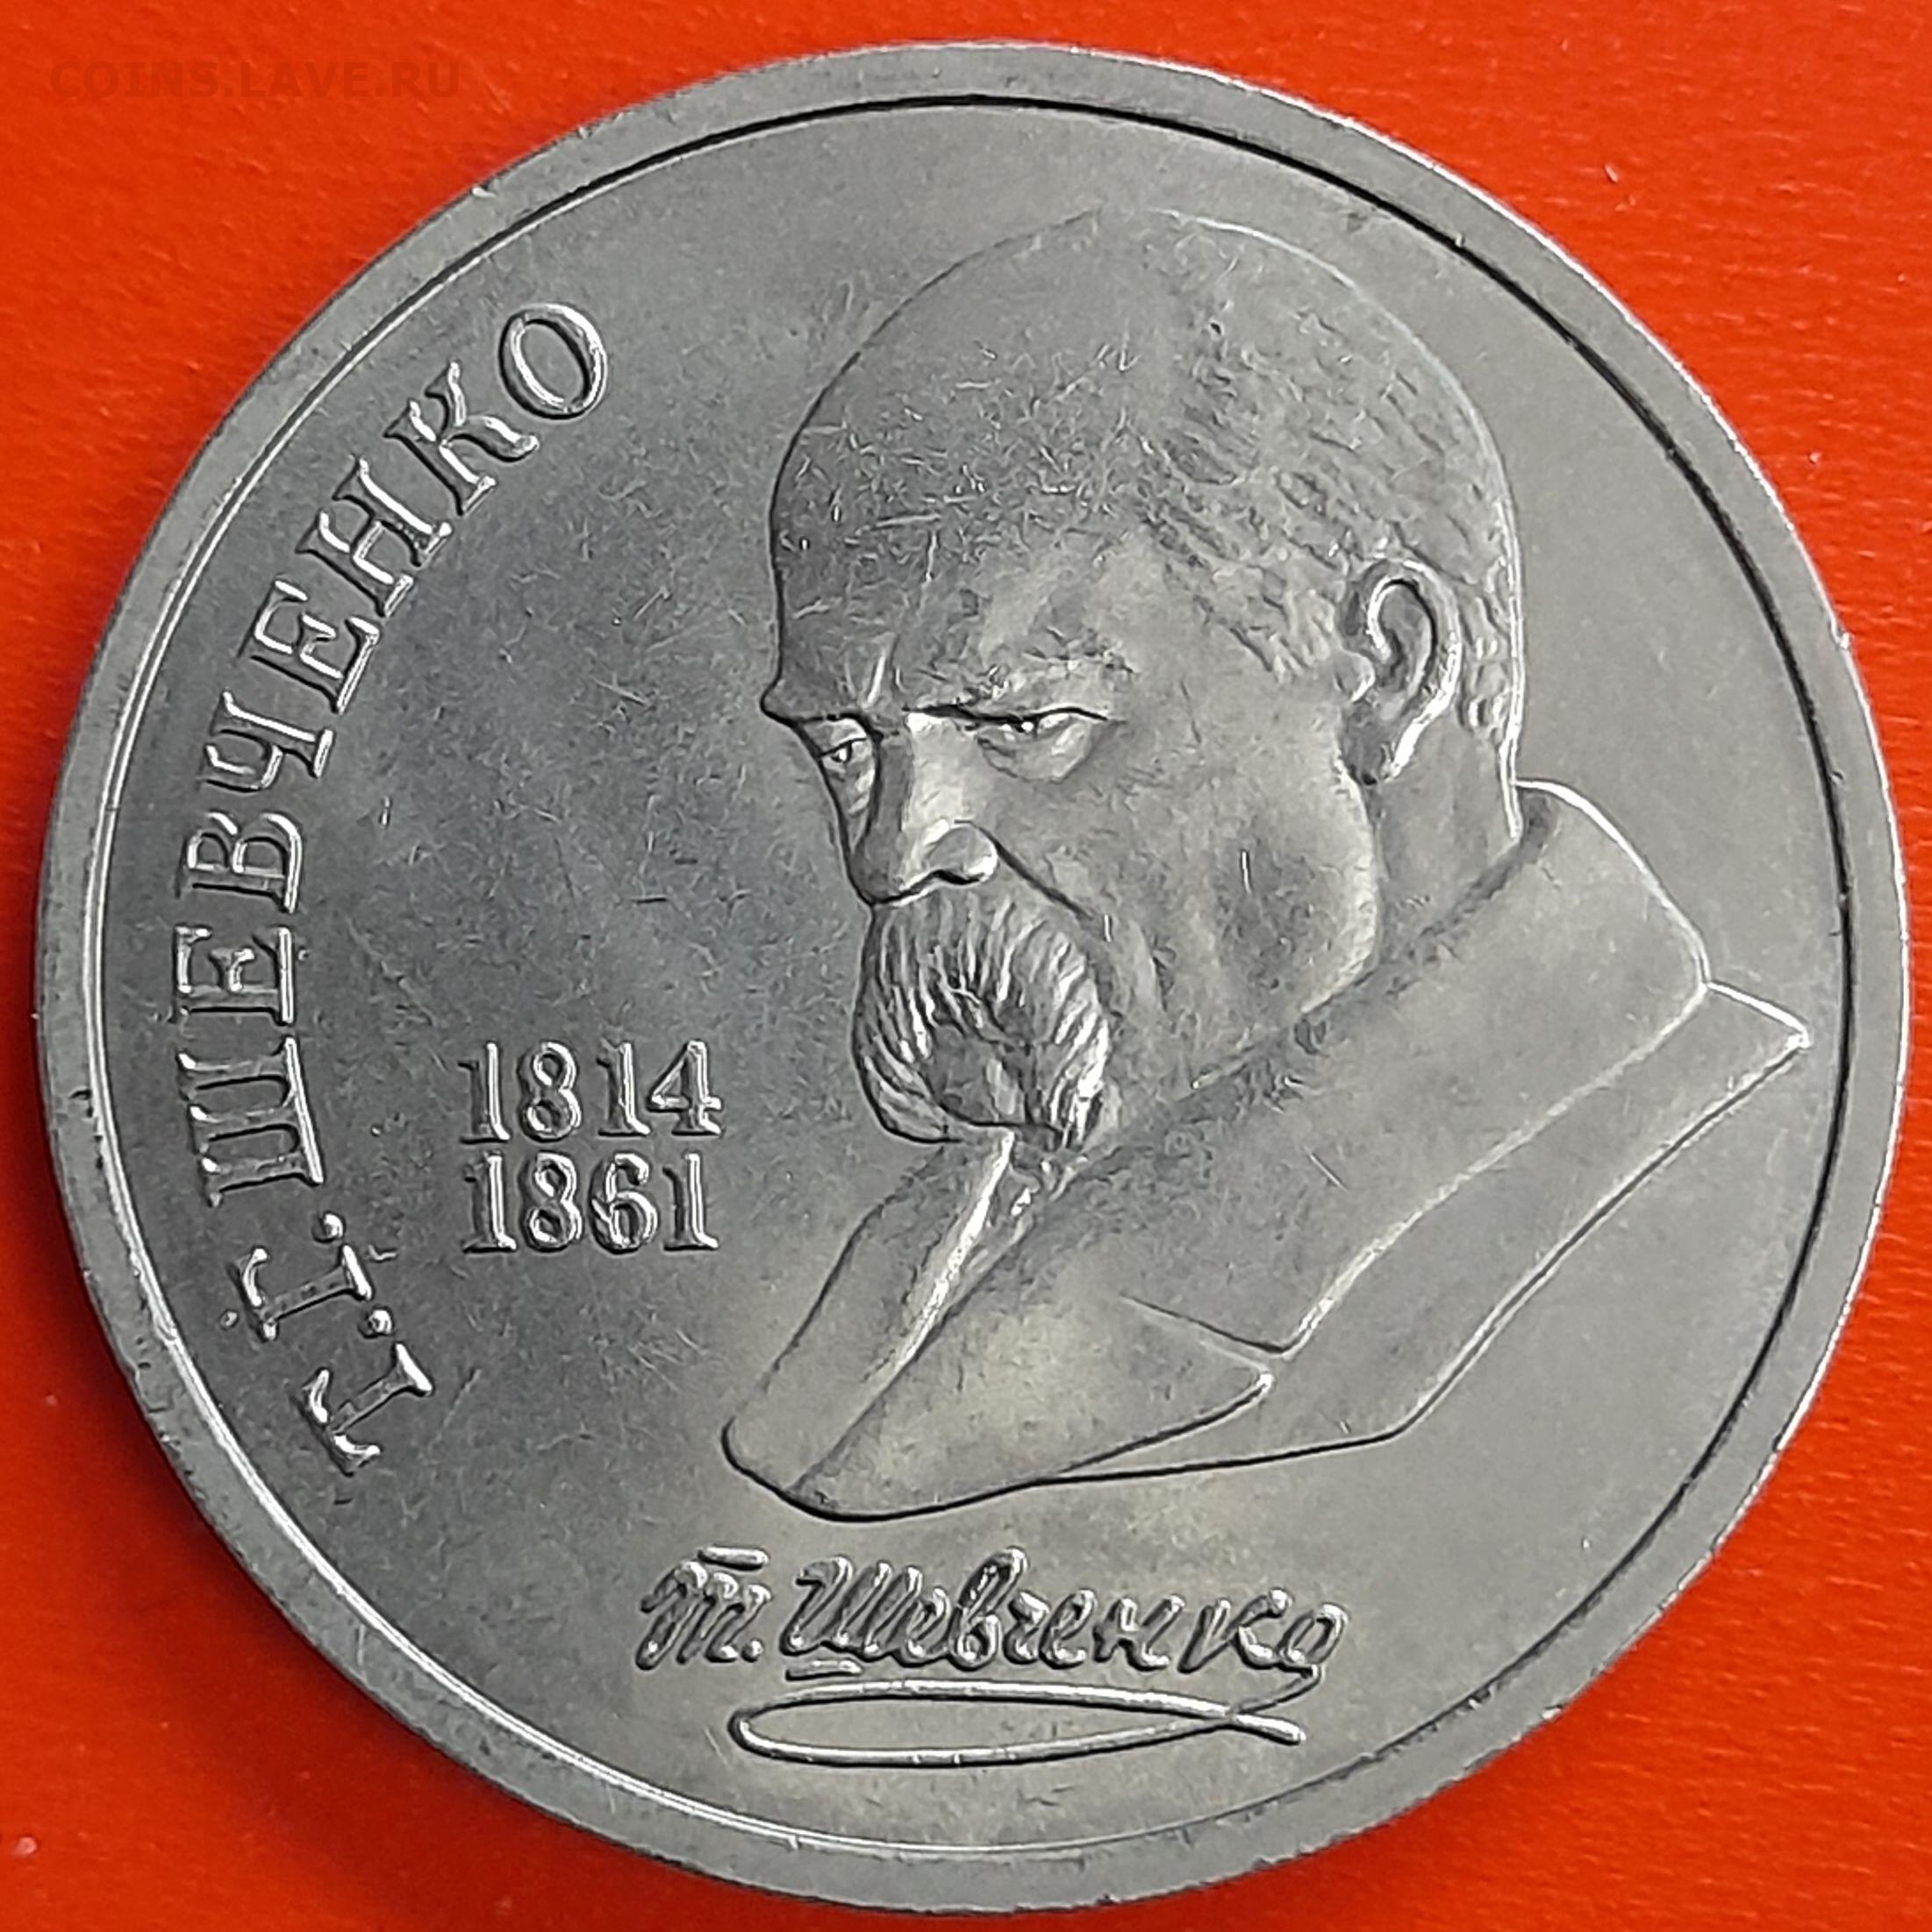 COINS.LAVE.RU
Т.Ї. ШЕВЧЕНКО
1814
1861
Т. Шевченко